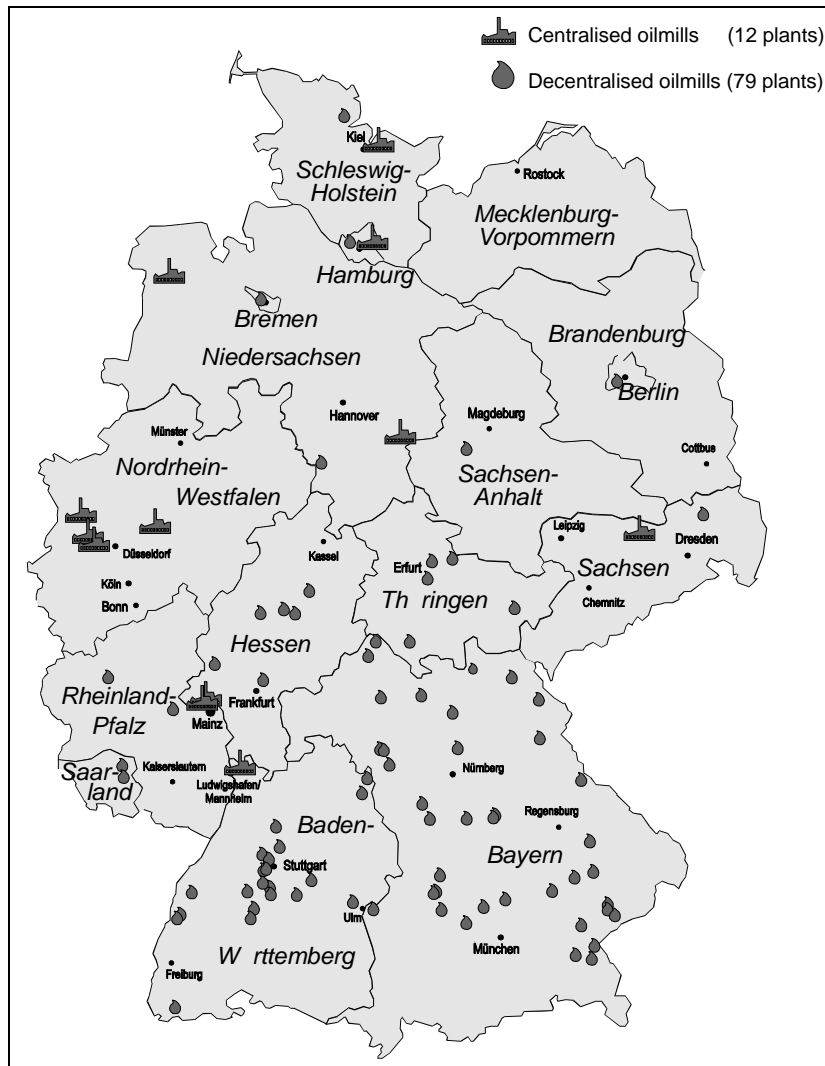 Centralised oilmills (12 plants)
Decentralised oilmills (79 plants)
Kiel
Schleswig-
Holstein
Rostock
Mecklenburg-
Vorpommern
Hamburg
Bremen
Niedersachsen
Brandenburg
Berlin
Hannover
Magdeburg
Münster
Cottbus
Nordrhein-
Westfalen
Sachsen-
Anhalt
Leipzig
Dresden
Düsseldorf
Kassel
Erfurt
Sachsen
Köln
Th ringen
Chemnitz
Bonn
Hessen
Rheinland-
Pfalz
Frankfurt
Mainz
Saar-
land
Kaiserslautern
Ludwigshafen/
Mannheim
Nürnberg
Regensburg
Baden-
Bayern
Stuttgart
Ulm
München
W rttemberg
Freiburg